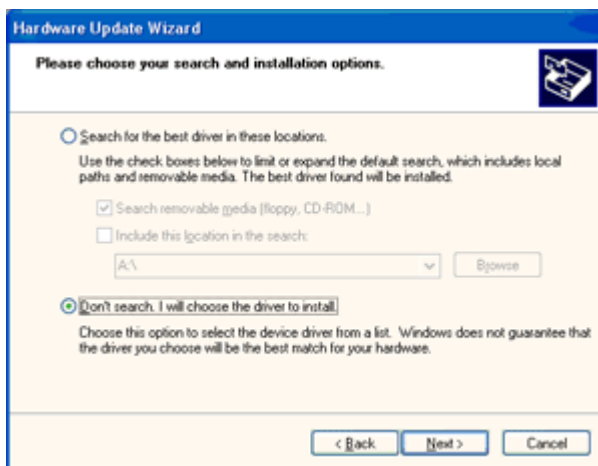 Hardware Update Wizard
Please choose your search and installation options.
Search for the best driver in these locations.
Use the check boxes below to limit or expand the default search, which includes local
paths and removable media. The best driver found will be installed.
Search removable media (floppy, CD-ROM...)
Include this location in the search:
A:\
Browse
Don't search. I will choose the driver to install.
Choose this option to select the device driver from a list. Windows does not guarantee that
the driver you choose will be the best match for your hardware.
< Back
Next >
Cancel